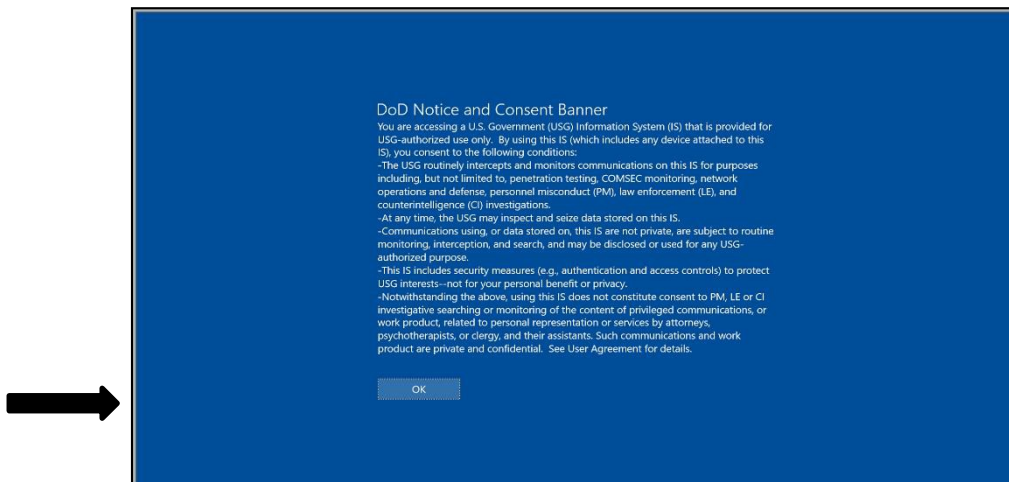 DoD Notice and Consent Banner
You are accessing a U.S. Government (USG) Information System (IS) that is provided for
USG-authorized use only.  By using this IS (which includes any device attached to this
IS), you consent to the following conditions:
-The USG routinely intercepts and monitors communications on this IS for purposes
including, but not limited to, penetration testing, COMSEC monitoring, network
operations and defense, personnel misconduct (PM), law enforcement (LE), and
counterintelligence (CI) investigations.
-At any time, the USG may inspect and seize data stored on this IS.
-Communications using, or data stored on, this IS are not private, are subject to routine
monitoring, interception, and search, and may be disclosed or used for any USG-
authorized purpose.
-This IS includes security measures (e.g., authentication and access controls) to protect
USG interests--not for your personal benefit or privacy.
-Notwithstanding the above, using this IS does not constitute consent to PM, LE or CI
investigative searching or monitoring of the content of privileged communications, or
work product, related to personal representation or services by attorneys,
psychotherapists, or clergy, and their assistants. Such communications and work
product are private and confidential.  See User Agreement for details.
OK